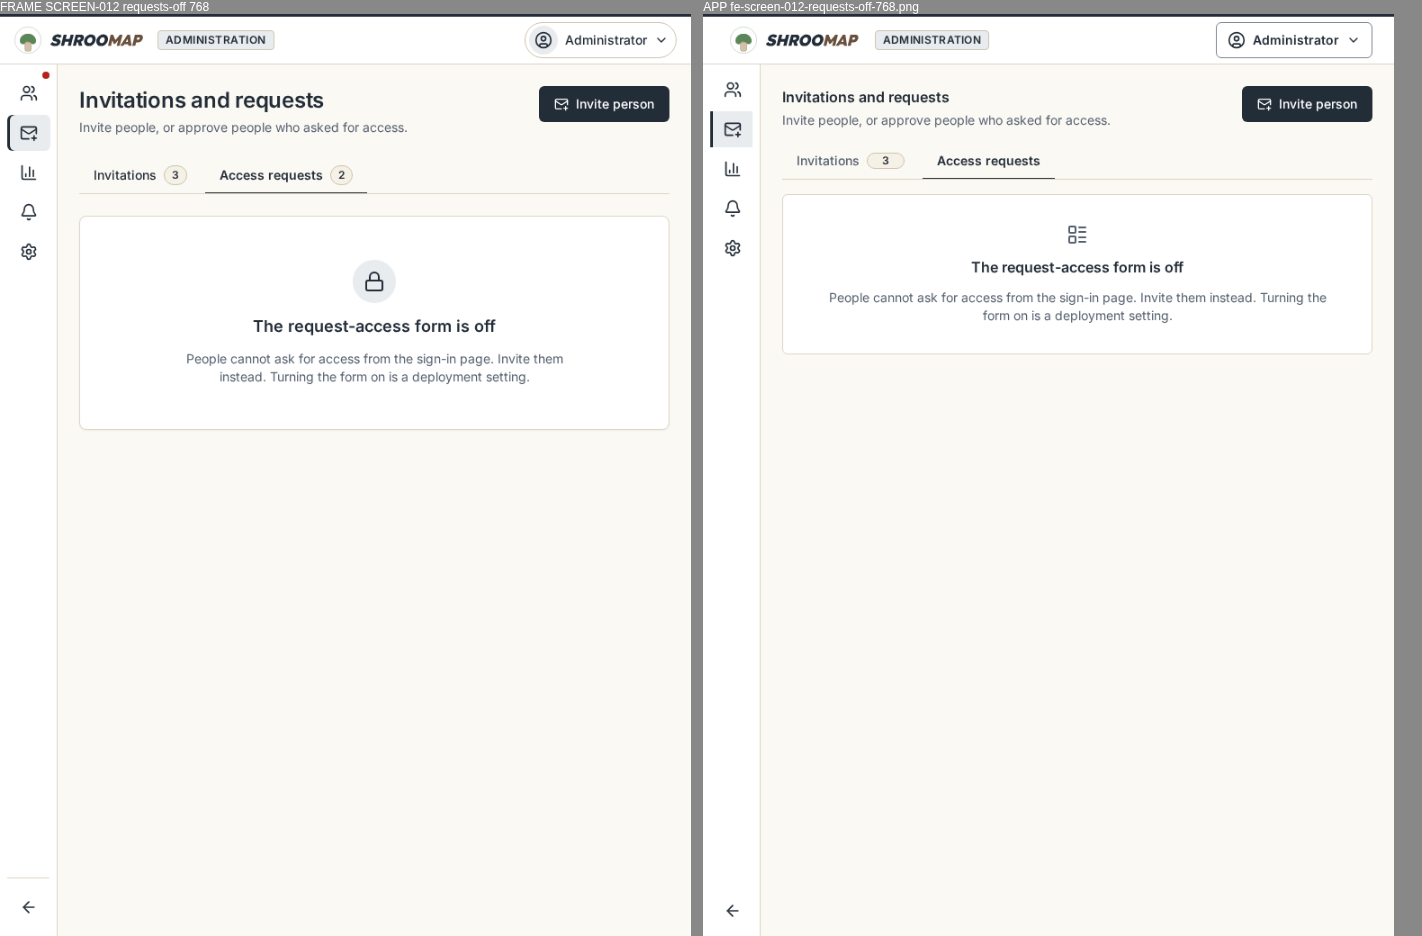 FRAME SCREEN-012 requests-off 768
SHROOMAP
ADMINISTRATION
Administrator
Invitations and requests
Invite people, or approve people who asked for access.
Invite person
Invitations 3
Access requests 2
The request-access form is off
People cannot ask for access from the sign-in page. Invite them
instead. Turning the form on is a deployment setting.
APP fe-screen-012-requests-off-768.png
SHROOMAP
ADMINISTRATION
Administrator
Invitations and requests
Invite people, or approve people who asked for access.
Invite person
Invitations 3
Access requests
The request-access form is off
People cannot ask for access from the sign-in page. Invite them instead. Turning the
form on is a deployment setting.